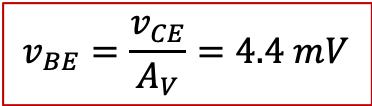 v_BE = v_CE / A_V = 4.4 mV